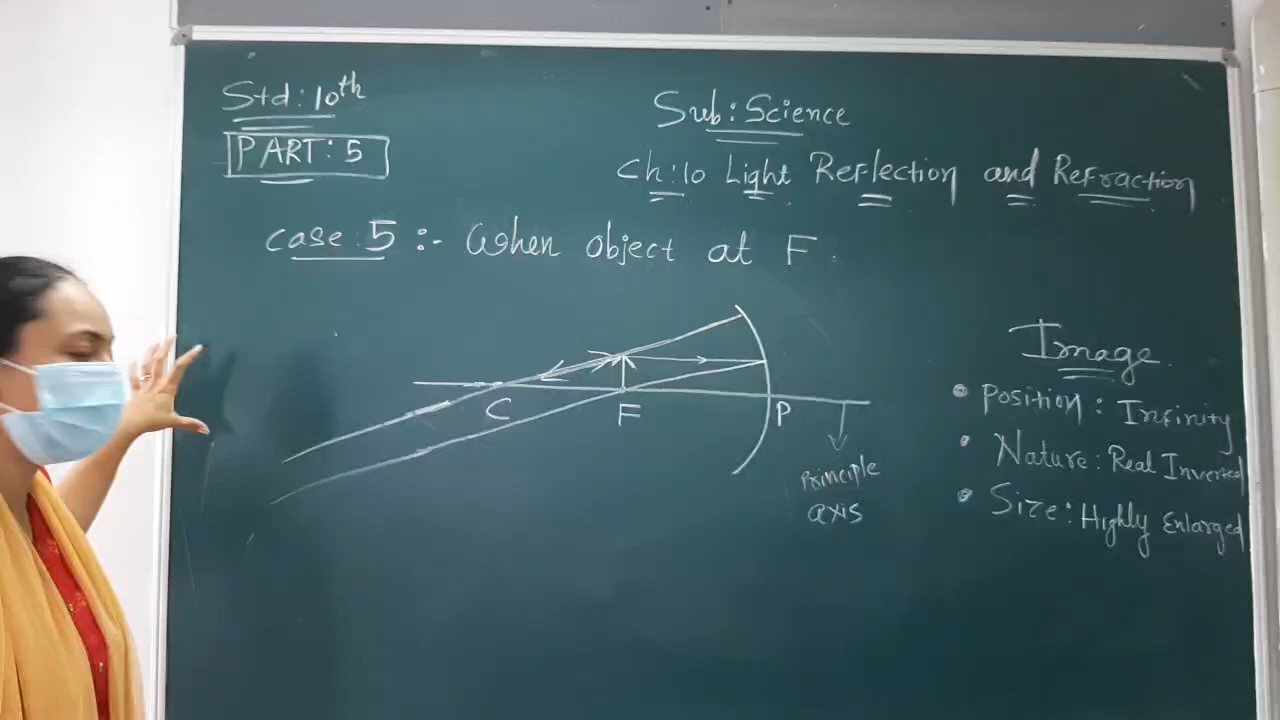 Std: 10th
PART: 5
Sub: Science
Ch: 10 Light Reflection and Refraction
Case 5 :- When object at F.
C
F
P
Principle
axis
Image
Position: Infinity
Nature: Real Inverted
Size: Highly Enlarged